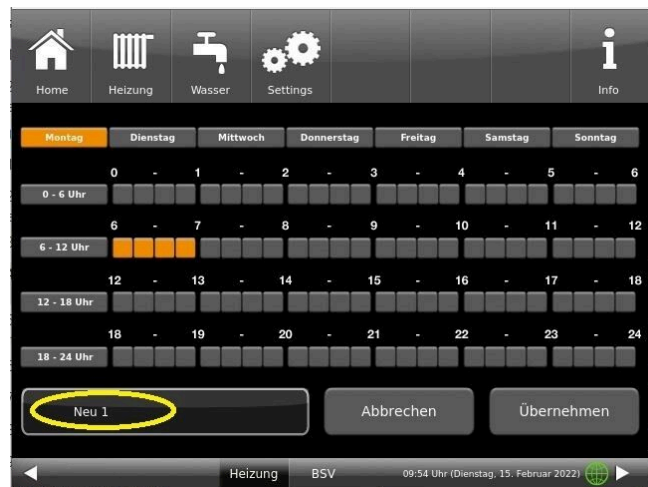 Home Heizung Wasser Settings Info
Montag Dienstag Mittwoch Donnerstag Freitag Samstag Sonntag
0 - 1 - 2 - 3 - 4 - 5 - 6
0 - 6 Uhr
6 - 7 - 8 - 9 - 10 - 11 - 12
6 - 12 Uhr
12 - 13 - 14 - 15 - 16 - 17 - 18
12 - 18 Uhr
18 - 19 - 20 - 21 - 22 - 23 - 24
18 - 24 Uhr
Neu 1 Abbrechen Übernehmen
Heizung BSV 09:54 Uhr (Dienstag, 15. Februar 2022)